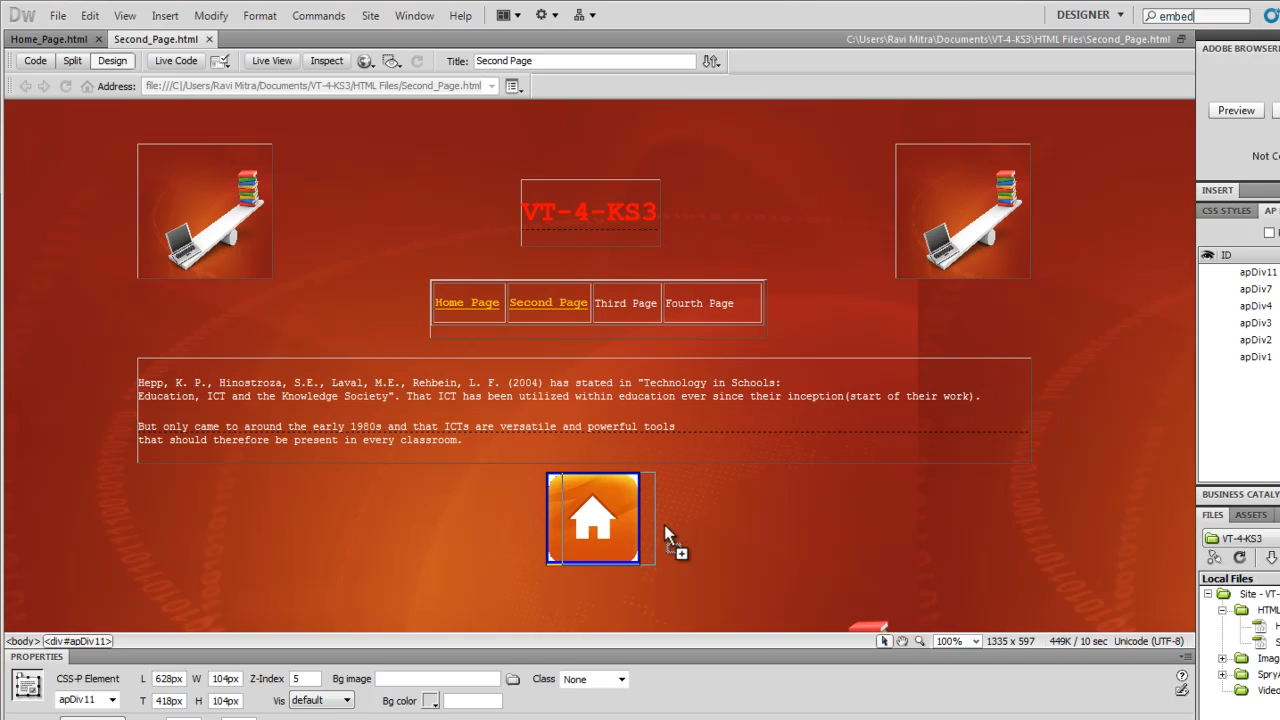 Dw File Edit View Insert Modify Format Commands Site Window Help DESIGNER embed
Home_Page.html × Second_Page.html × C:\Users\Ravi Mitra\Documents\VT-4-KS3\HTML Files\Second_Page.html
Code Split Design Live Code Live View Inspect Title: Second Page
Address: file:///C|/Users/Ravi Mitra/Documents/VT-4-KS3/HTML Files/Second_Page.html
ADOBE BROWSER
Preview
Not Co
INSERT
CSS STYLES AP
ID
apDiv11
apDiv7
apDiv4
apDiv3
apDiv2
apDiv1
VT-4-KS3
Home Page Second Page Third Page Fourth Page
Hepp, K. P., Hinostroza, S.E., Laval, M.E., Rehbein, L. F. (2004) has stated in "Technology in Schools:
Education, ICT and the Knowledge Society". That ICT has been utilized within education ever since their inception(start of their work).
But only came to around the early 1980s and that ICTs are versatile and powerful tools
that should therefore be present in every classroom.
BUSINESS CATALY
FILES ASSETS
VT-4-KS3
Local Files
Site - VT-
HTML
H
S
Imag
SpryA
Video
<body> <div#apDiv11> 100% 1335 x 597 449K / 10 sec Unicode (UTF-8)
PROPERTIES
CSS-P Element L 628px W 104px Z-Index 5 Bg image Class None
apDiv11 T 418px H 104px Vis default Bg color